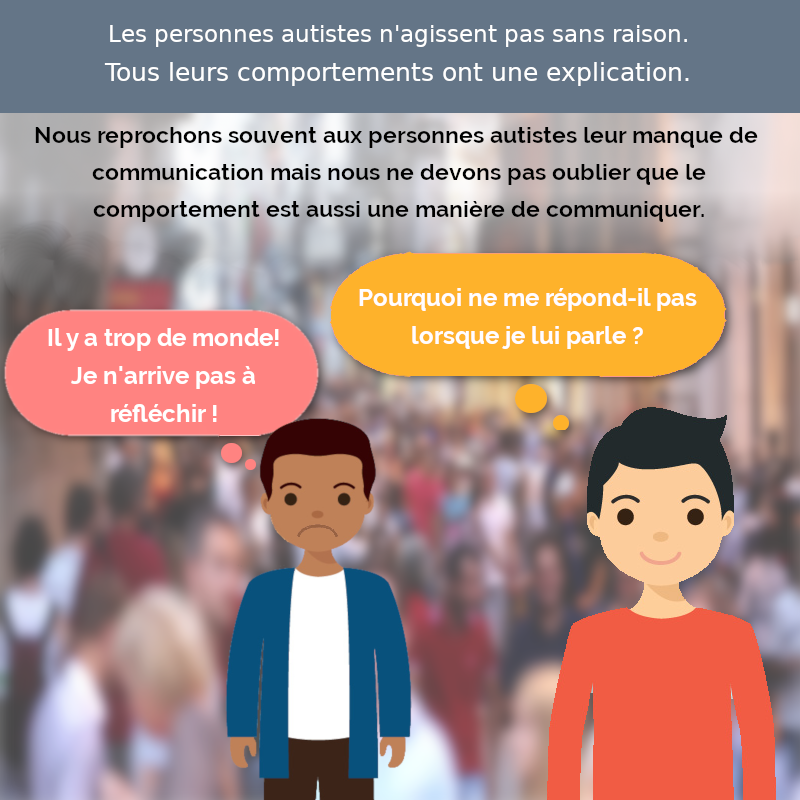 Les personnes autistes n'agissent pas sans raison.
Tous leurs comportements ont une explication.
Nous reprochons souvent aux personnes autistes leur manque de
communication mais nous ne devons pas oublier que le
comportement est aussi une manière de communiquer.
Il y a trop de monde!
Je n'arrive pas à
réfléchir !
Pourquoi ne me répond-il pas
lorsque je lui parle ?